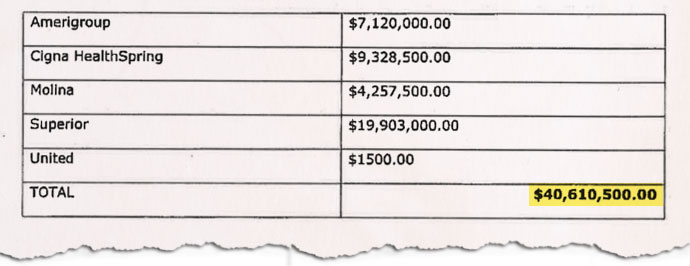 Amerigroup $7,120,000.00
Cigna HealthSpring $9,328,500.00
Molina $4,257,500.00
Superior $19,903,000.00
United $1500.00
TOTAL $40,610,500.00